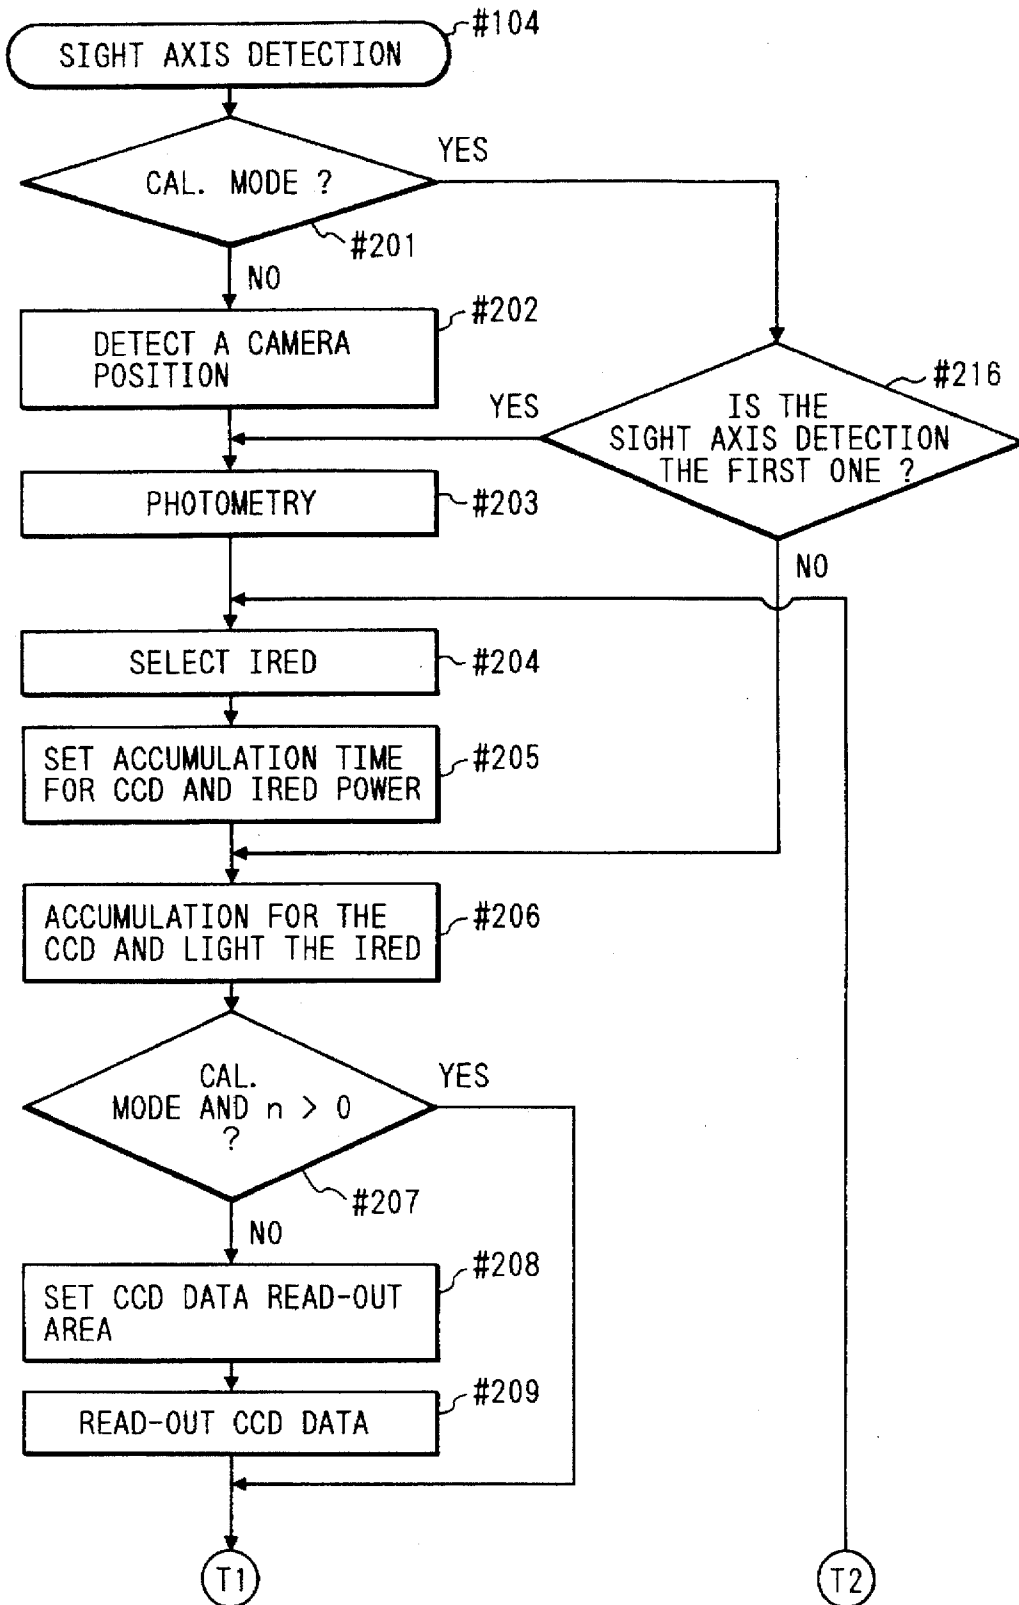 #104
SIGHT AXIS DETECTION
YES
CAL. MODE ?
#201
NO
#202
DETECT A CAMERA
POSITION
#216
YES
IS THE
SIGHT AXIS DETECTION
THE FIRST ONE ?
PHOTOMETRY
#203
NO
SELECT IRED
#204
SET ACCUMULATION TIME
FOR CCD AND IRED POWER
#205
ACCUMULATION FOR THE
CCD AND LIGHT THE IRED
#206
CAL.
MODE AND n > 0
?
YES
#207
NO
#208
SET CCD DATA READ-OUT
AREA
#209
READ-OUT CCD DATA
T1
T2